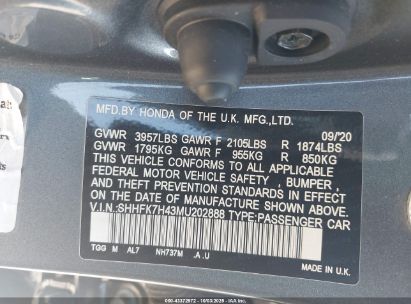 MFD.BY HONDA OF THE U.K. MFG.,LTD.
09/20
GVWR 3957LBS GAWR F 2105LBS R 1874LBS
GVWR 1795KG GAWR F 955KG R 850KG
THIS VEHICLE CONFORMS TO ALL APPLICABLE
FEDERAL MOTOR VEHICLE SAFETY , BUMPER ,
AND THEFT PREVENTION STANDARDS IN EFFECT ON
THE DATE OF MANUFACTURE SHOWN ABOVE.
V.I.N.:SHHFK7H43MU202888 TYPE:PASSENGER CAR
TGG M AL7 NH737M .A .U